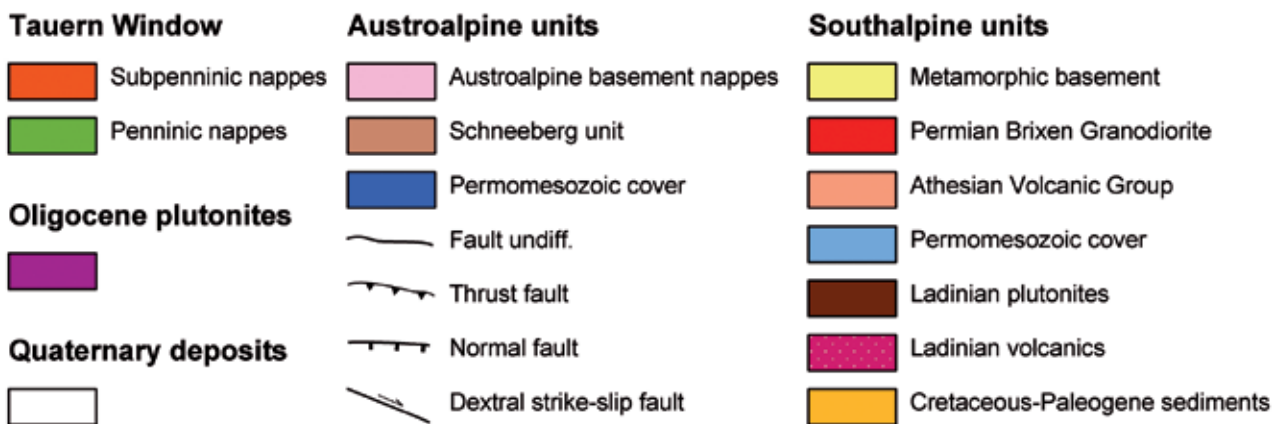 Tauern Window
Subpenninic nappes
Penninic nappes
Oligocene plutonites
Quaternary deposits
Austroalpine units
Austroalpine basement nappes
Schneeberg unit
Permomesozoic cover
Fault undiff.
Thrust fault
Normal fault
Dextral strike-slip fault
Southalpine units
Metamorphic basement
Permian Brixen Granodiorite
Athesian Volcanic Group
Permomesozoic cover
Ladinian plutonites
Ladinian volcanics
Cretaceous-Paleogene sediments